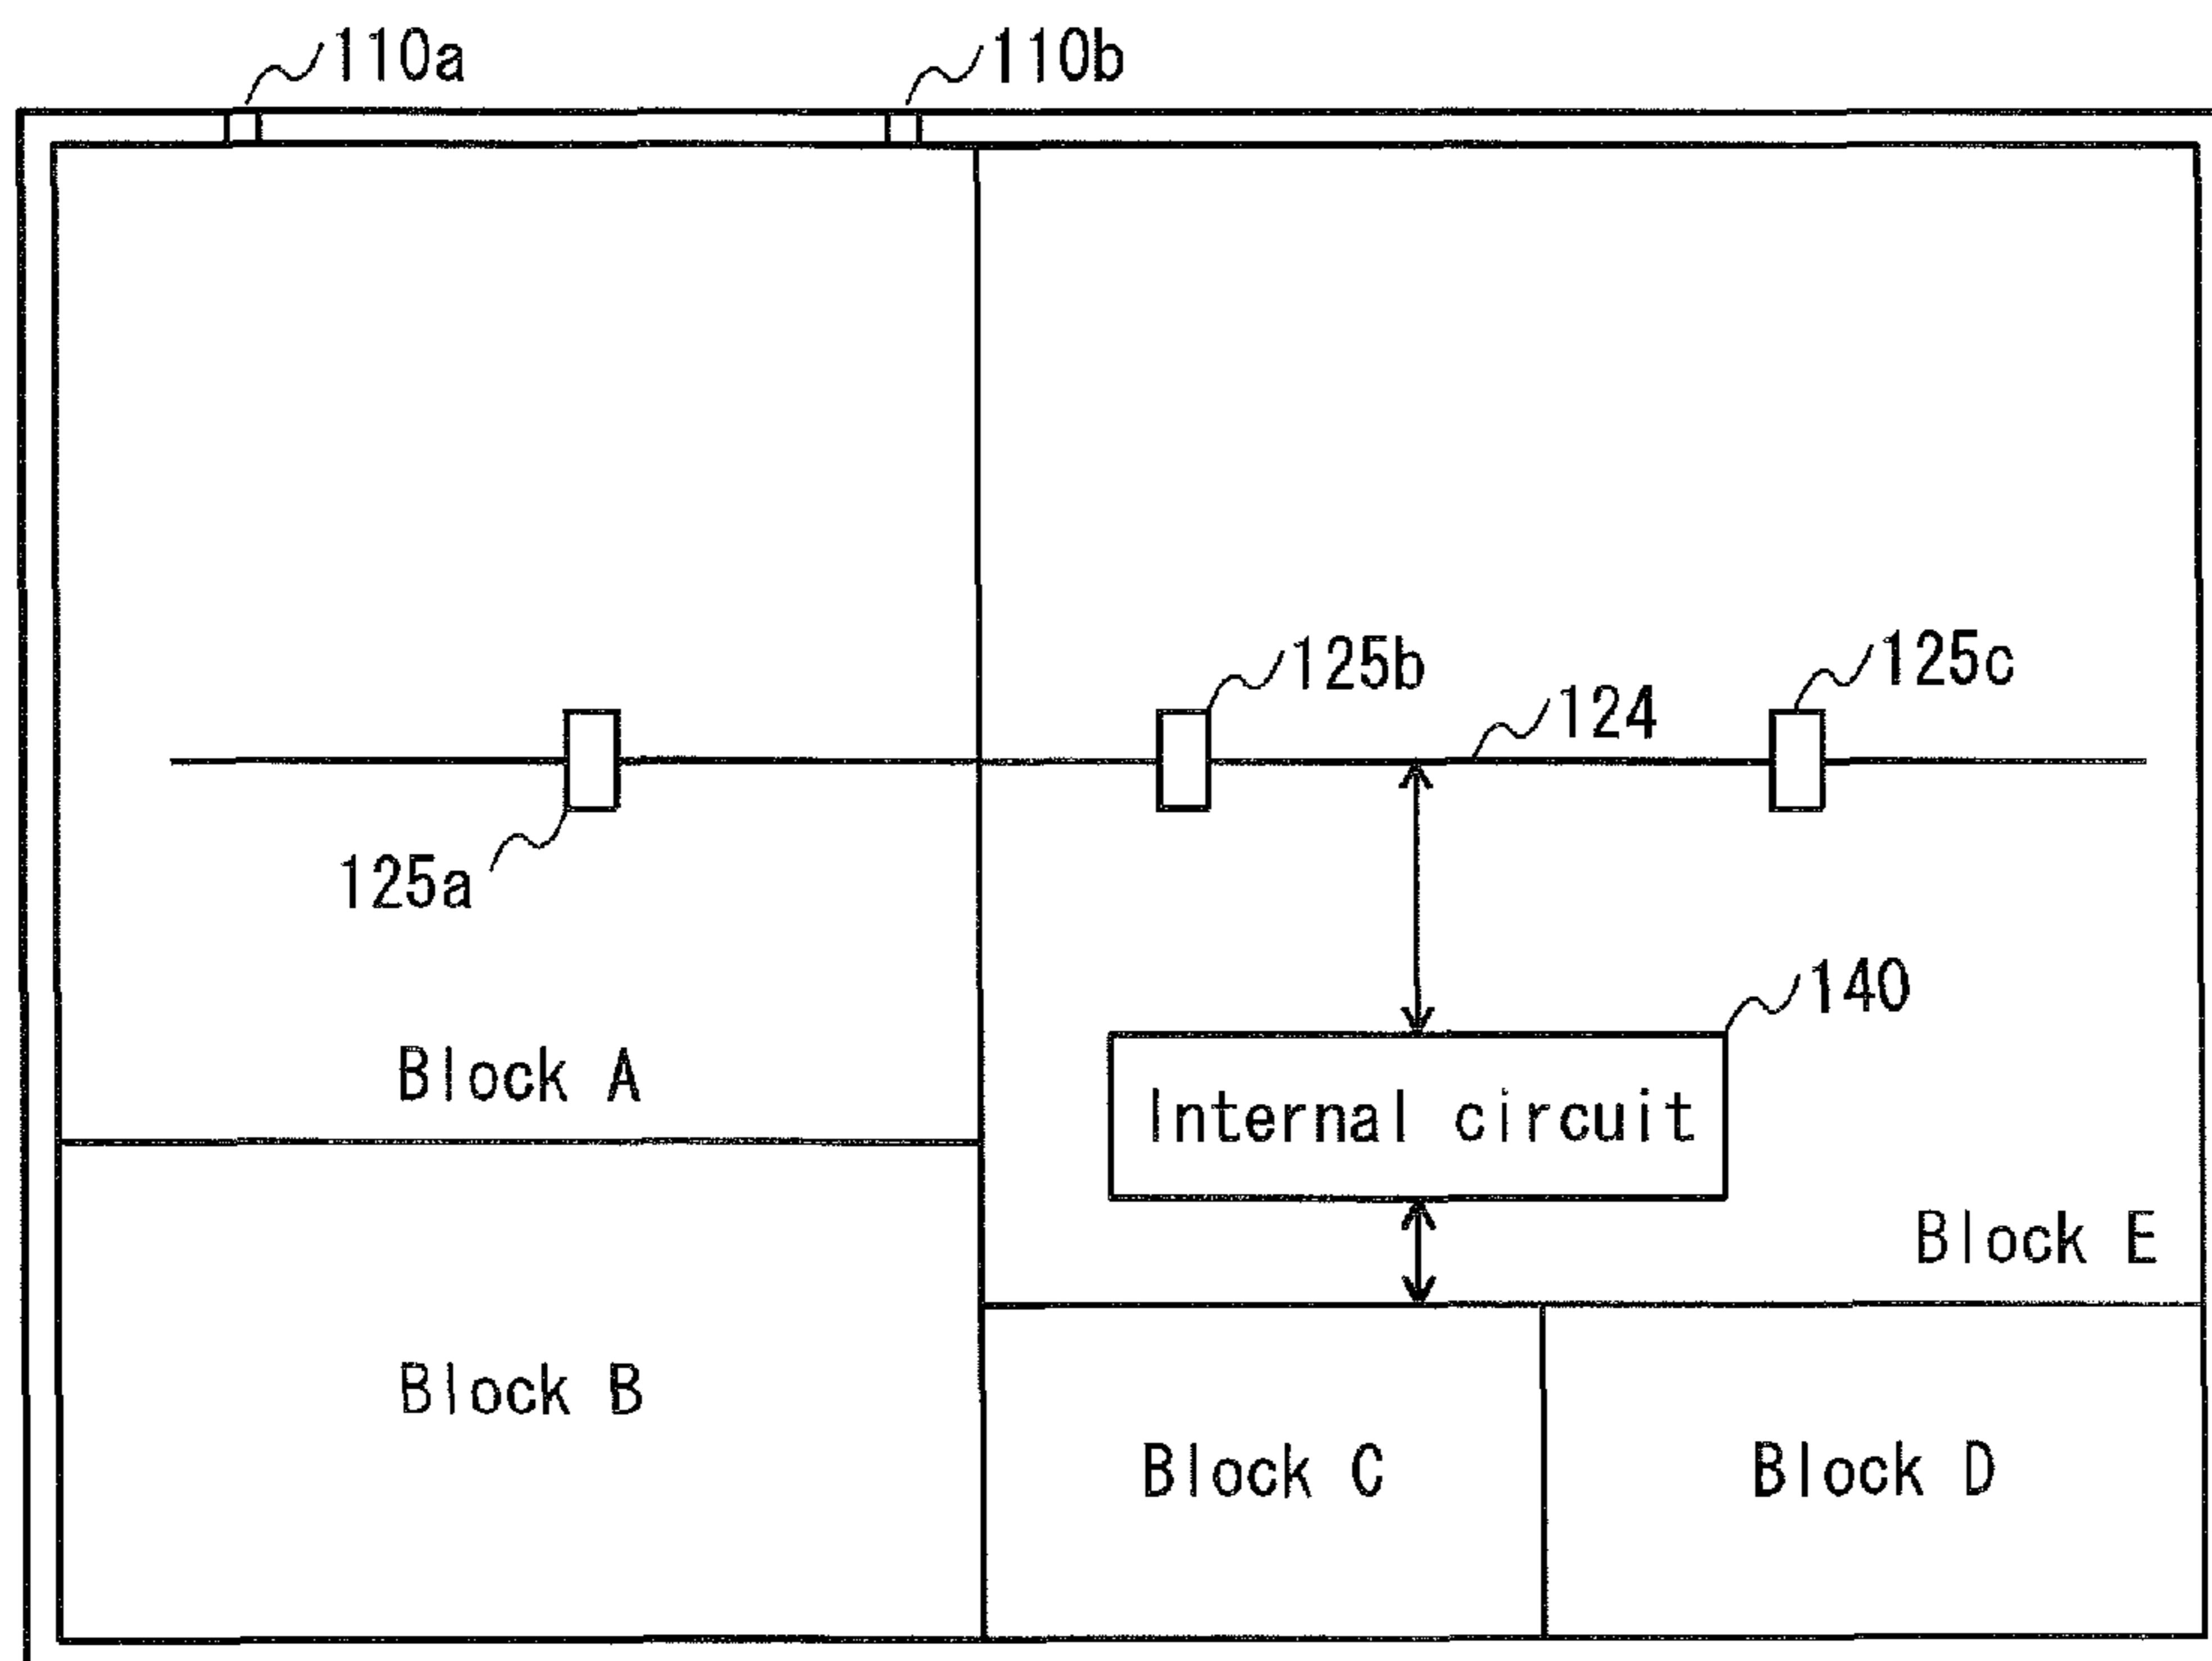 110a
110b
125b
125c
124
125a
140
Block A
Internal circuit
Block E
Block B
Block C
Block D